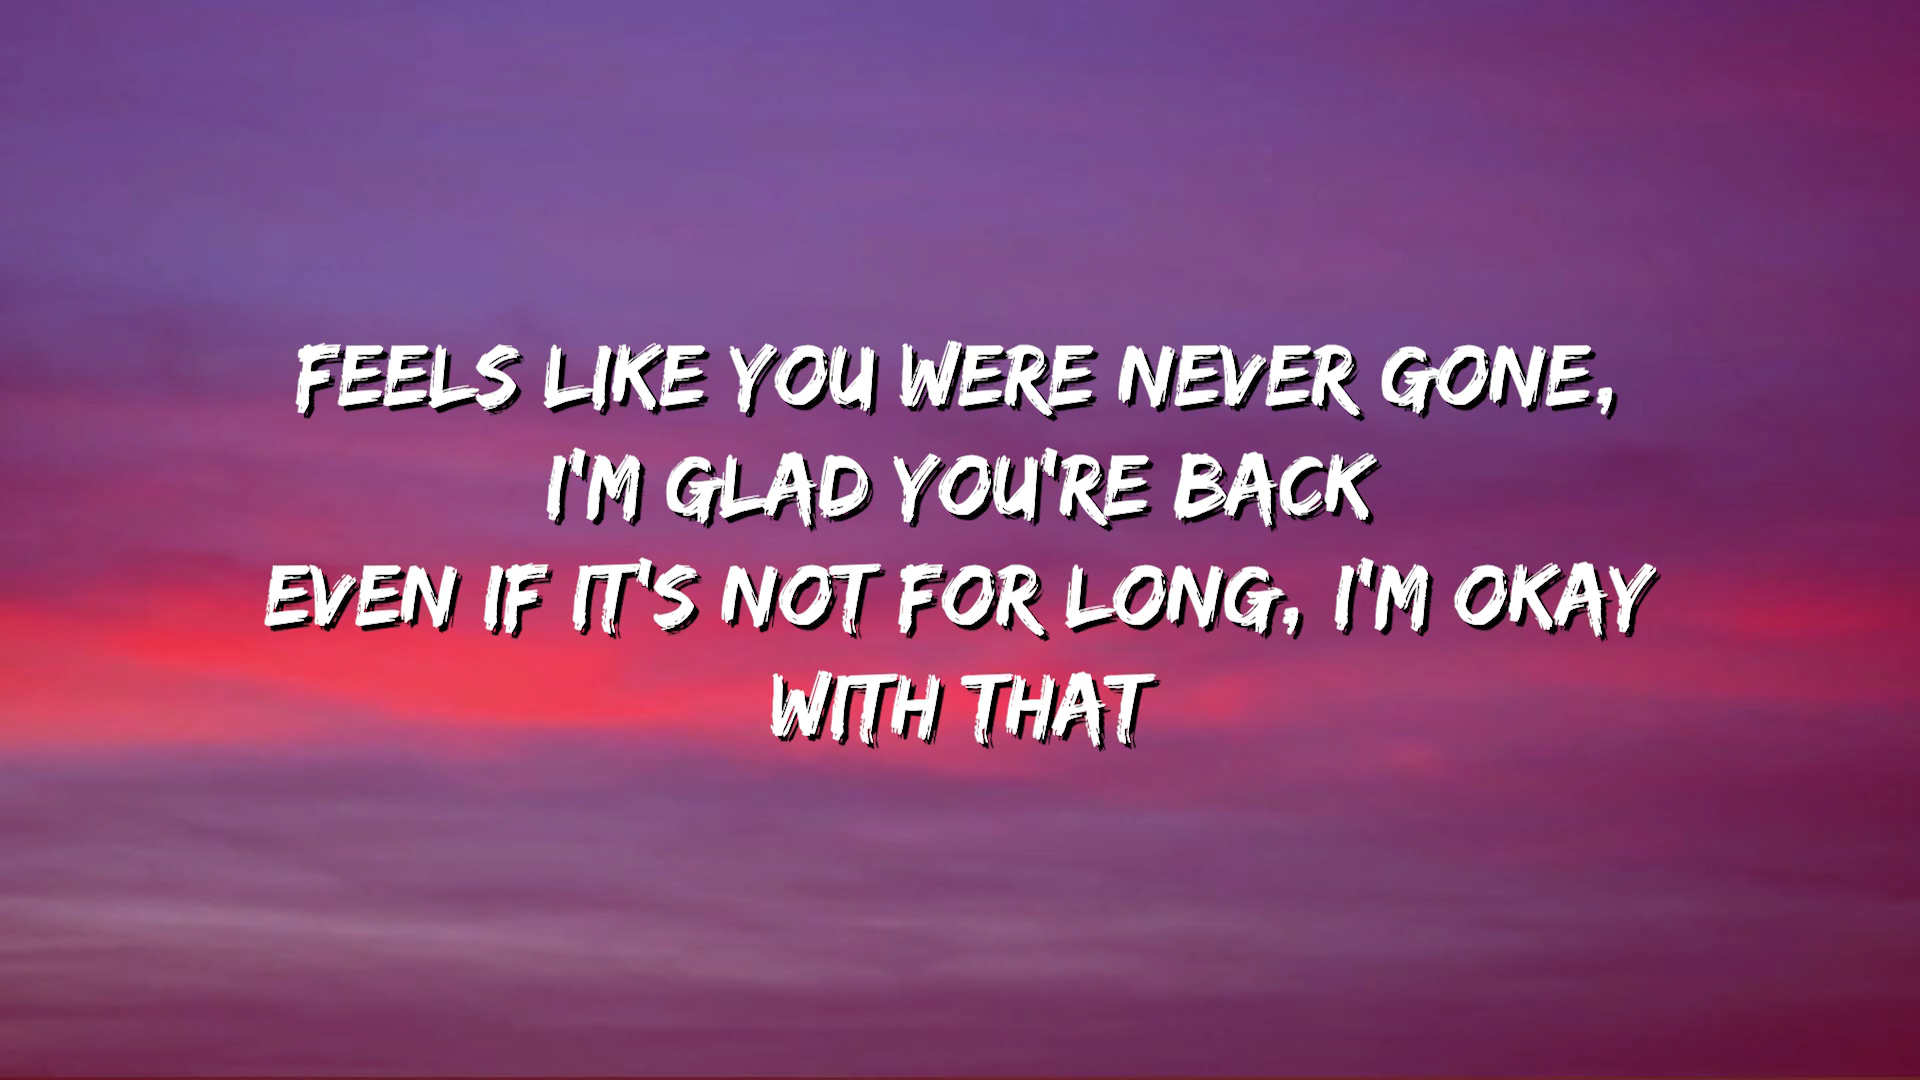 FEELS LIKE YOU WERE NEVER GONE,
I'M GLAD YOU'RE BACK
EVEN IF IT'S NOT FOR LONG, I'M OKAY
WITH THAT